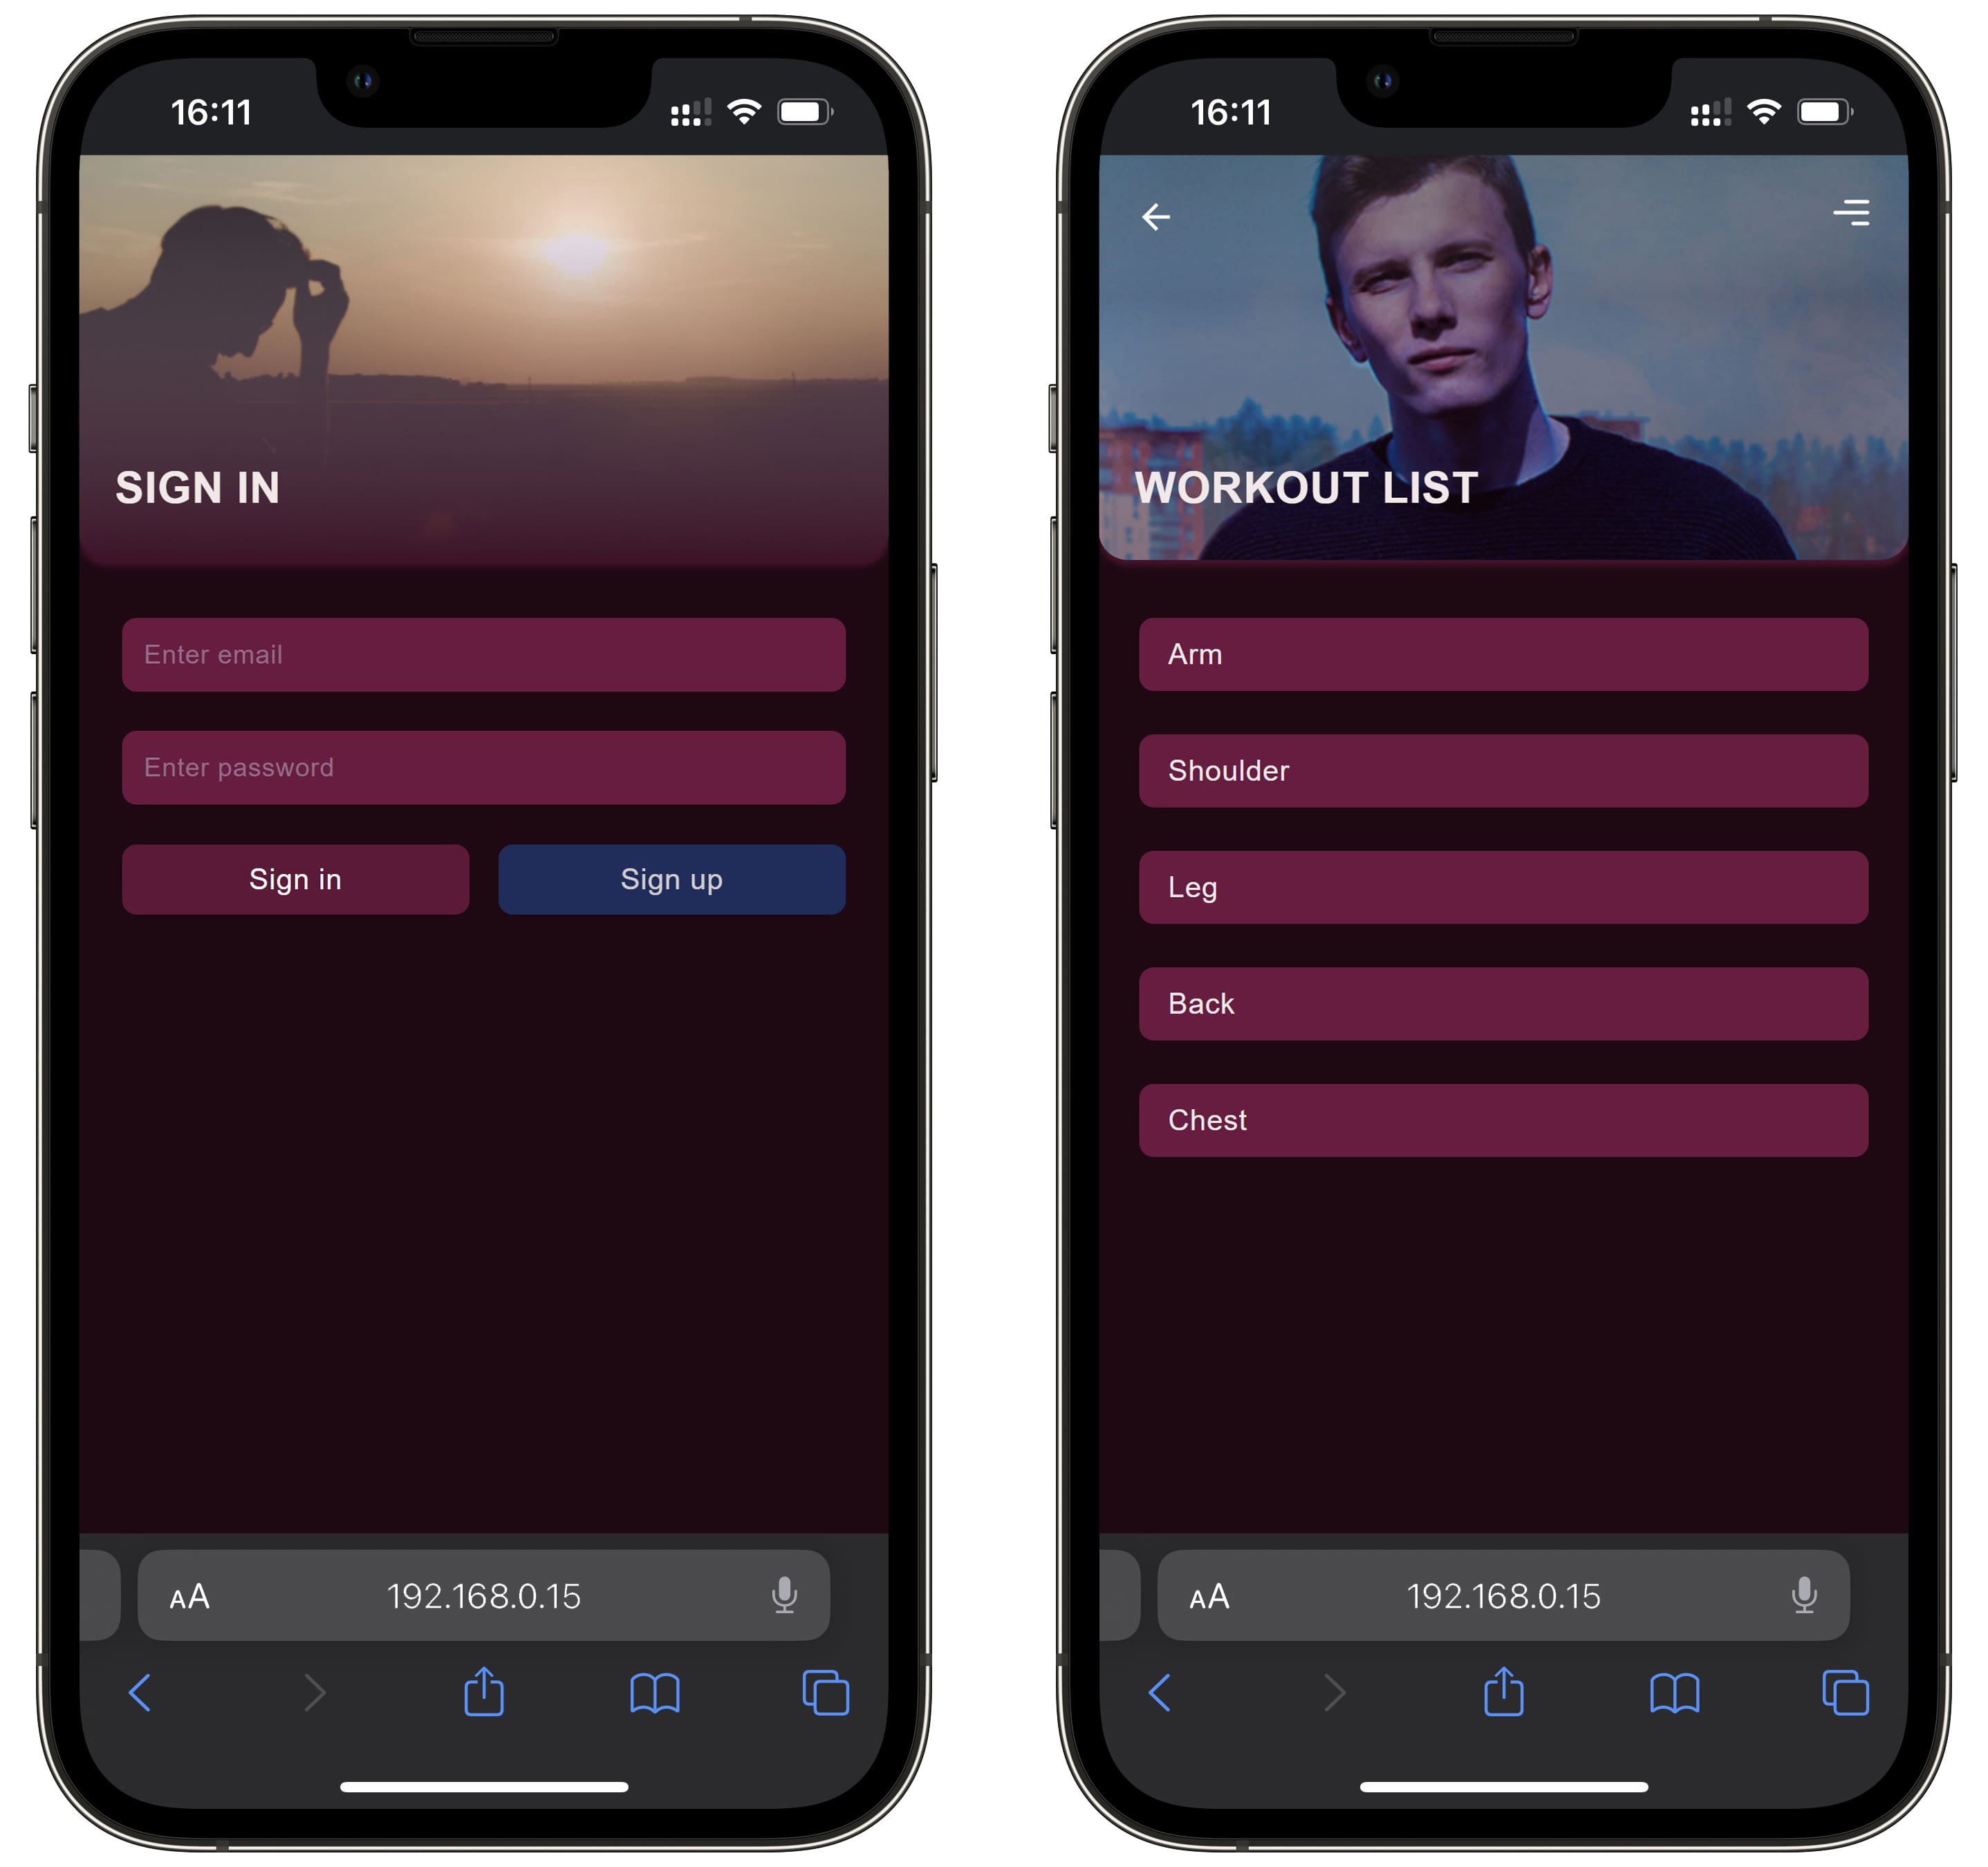 16:11
SIGN IN
Enter email
Enter password
Sign in
Sign up
AA
192.168.0.15
16:11
WORKOUT LIST
Arm
Shoulder
Leg
Back
Chest
AA
192.168.0.15